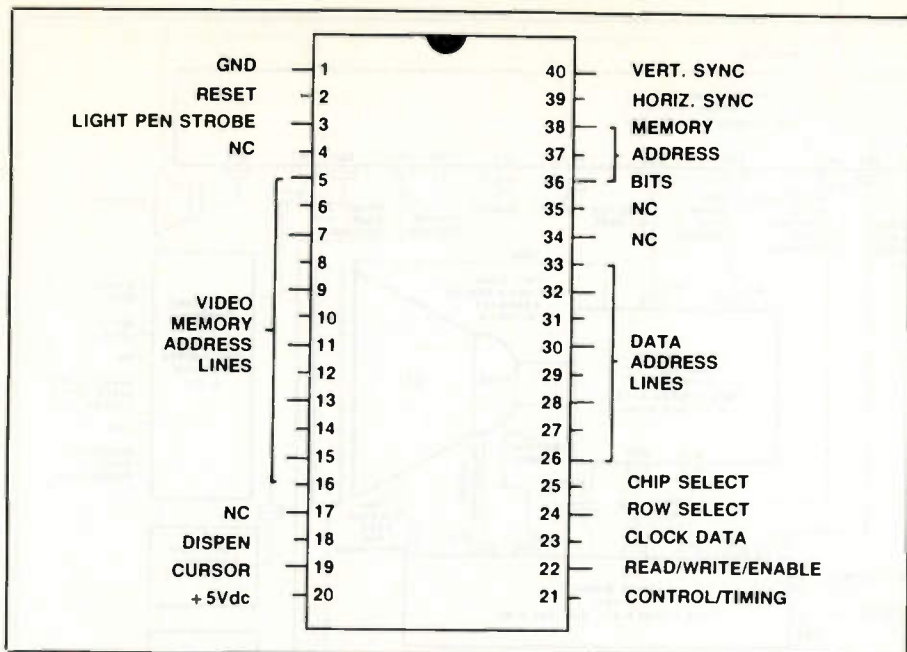 GND
RESET
LIGHT PEN STROBE
NC
VIDEO
MEMORY
ADDRESS
LINES
NC
DISPEN
CURSOR
+5Vdc
1
2
3
4
5
6
7
8
9
10
11
12
13
14
15
16
17
18
19
20
40
39
38
37
36
35
34
33
32
31
30
29
28
27
26
25
24
23
22
21
VERT. SYNC
HORIZ. SYNC
MEMORY
ADDRESS
BITS
NC
NC
DATA
ADDRESS
LINES
CHIP SELECT
ROW SELECT
CLOCK DATA
READ/WRITE/ENABLE
CONTROL/TIMING